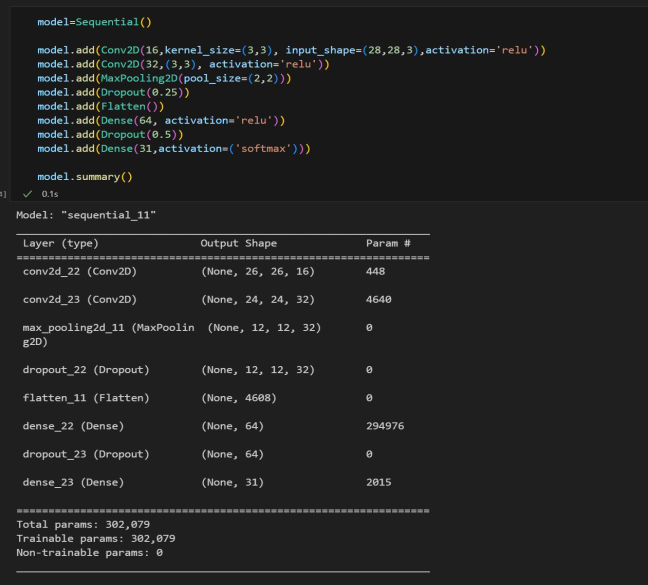 model=Sequential()
model.add(Conv2D(16,kernel_size=(3,3), input_shape=(28,28,3),activation='relu'))
model.add(Conv2D(32,(3,3), activation='relu'))
model.add(MaxPooling2D(pool_size=(2,2)))
model.add(Dropout(0.25))
model.add(Flatten())
model.add(Dense(64, activation='relu'))
model.add(Dropout(0.5))
model.add(Dense(31,activation=('softmax')))
model.summary()
4] ✓ 0.1s
Model: "sequential_11"
Layer (type) Output Shape Param #
conv2d_22 (Conv2D) (None, 26, 26, 16) 448
conv2d_23 (Conv2D) (None, 24, 24, 32) 4640
max_pooling2d_11 (MaxPoolin (None, 12, 12, 32) 0
g2D)
dropout_22 (Dropout) (None, 12, 12, 32) 0
flatten_11 (Flatten) (None, 4608) 0
dense_22 (Dense) (None, 64) 294976
dropout_23 (Dropout) (None, 64) 0
dense_23 (Dense) (None, 31) 2015
Total params: 302,079
Trainable params: 302,079
Non-trainable params: 0